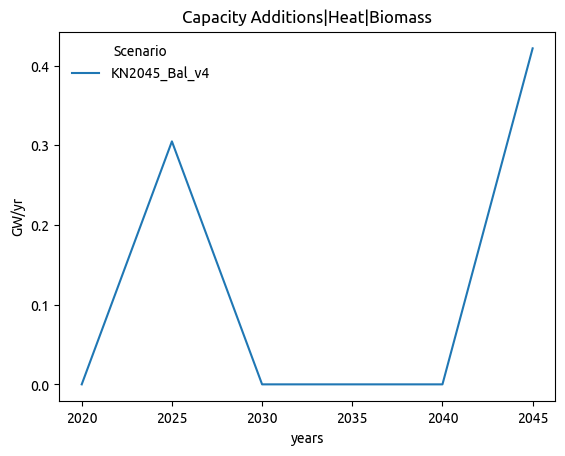 Capacity Additions|Heat|Biomass
Scenario
KN2045_Bal_v4
GW/yr
0.4
0.3
0.2
0.1
0.0
2020 2025 2030 2035 2040 2045
years